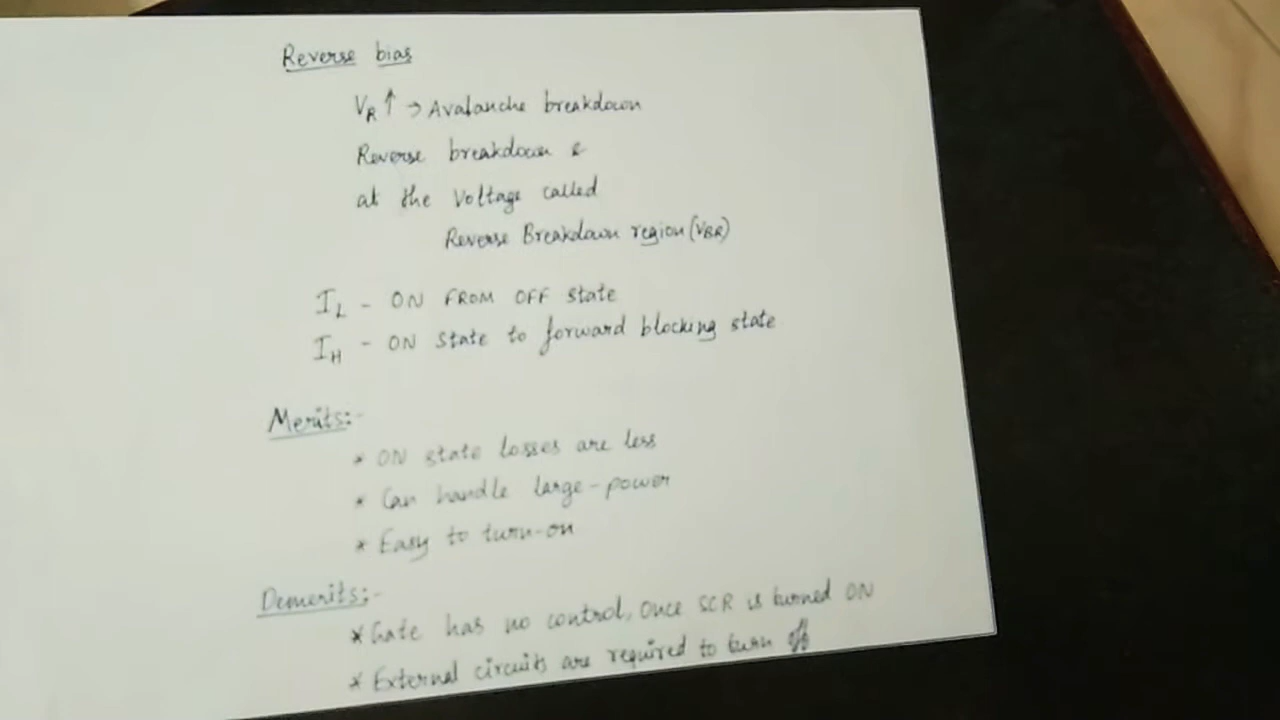 Reverse bias
VR↑ → Avalanche breakdown
Reverse breakdown &
at the Voltage called
Reverse Breakdown region (VBR)
IL - ON FROM OFF state
IH - ON state to forward blocking state
Merits:-
* ON state losses are less
* Can handle large-power
* Easy to turn-on
Demerits:-
* Gate has no control, once SCR is turned ON
* External circuits are required to turn off